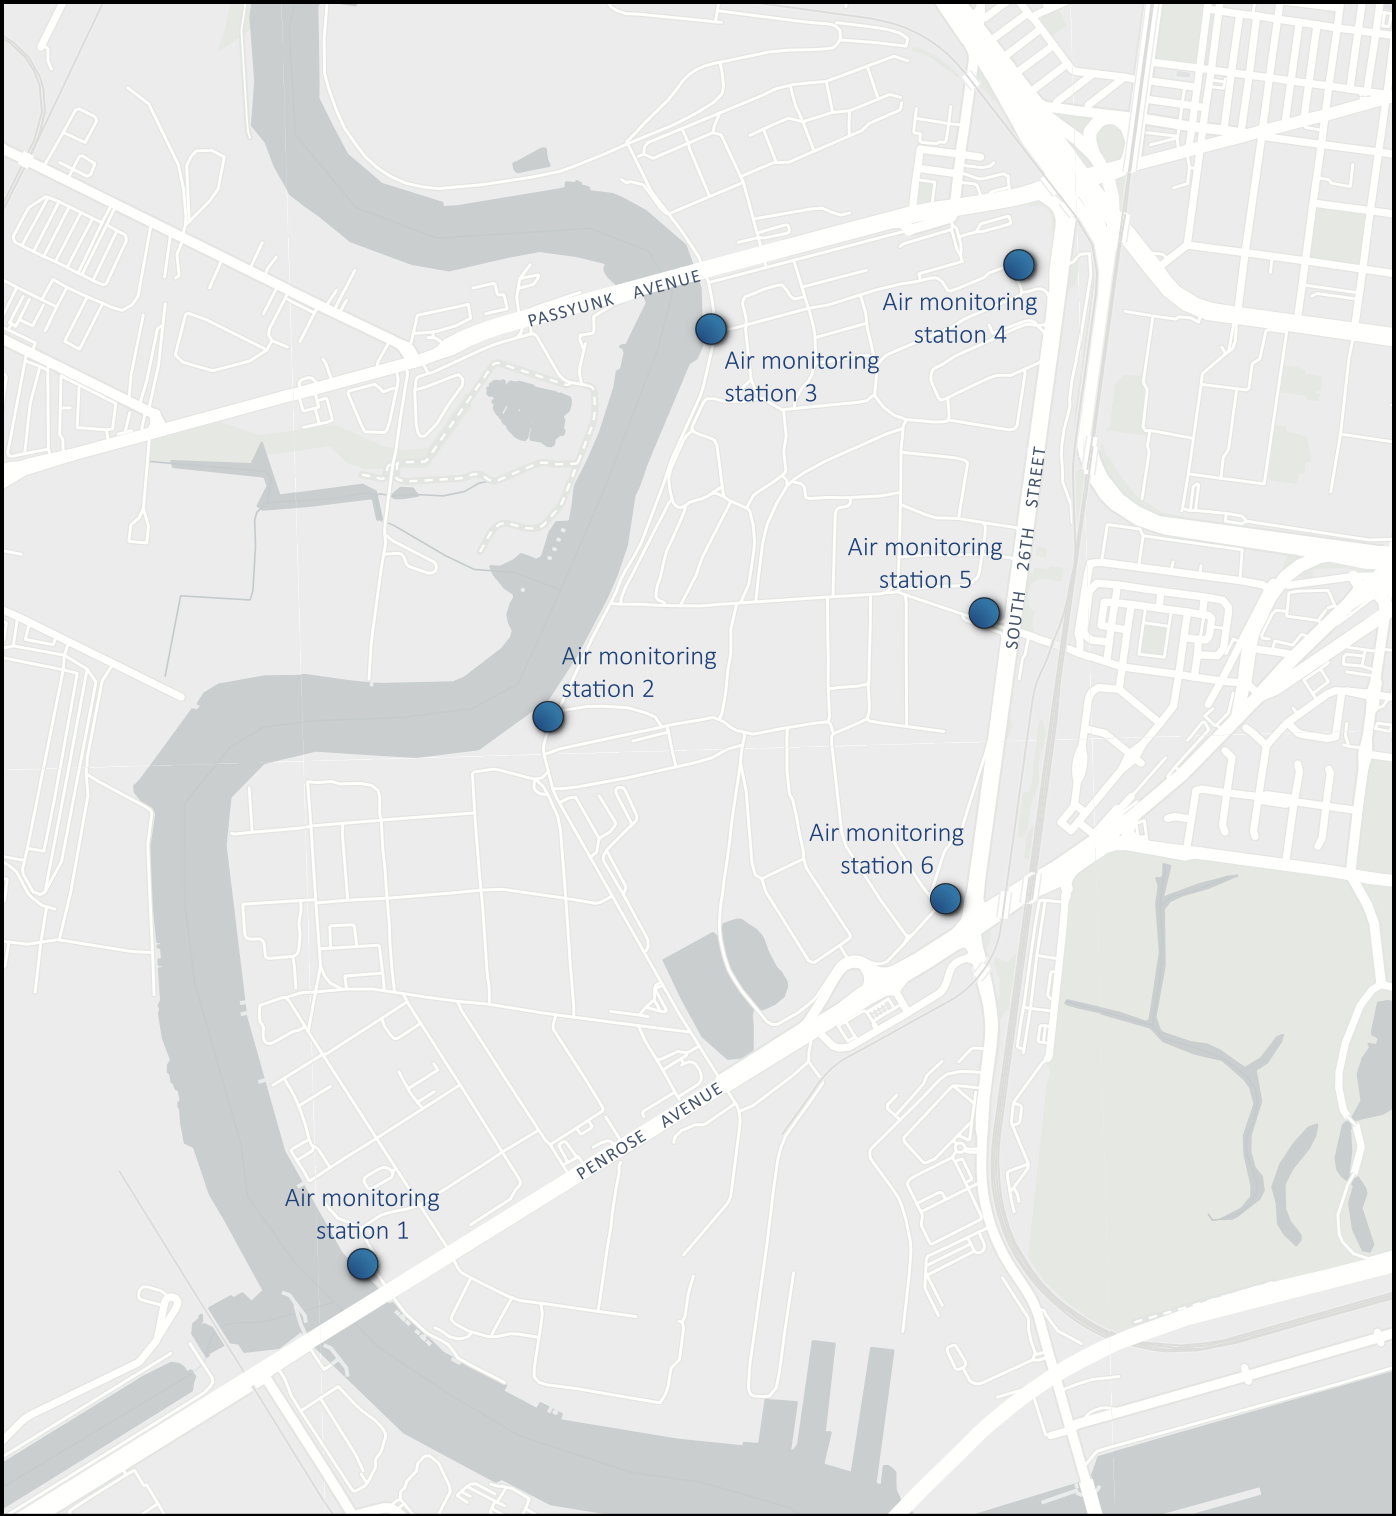 PASSYUNK AVENUE
Air monitoring
station 4
Air monitoring
station 3
SOUTH 26TH STREET
Air monitoring
station 5
Air monitoring
station 2
Air monitoring
station 6
PENROSE AVENUE
Air monitoring
station 1